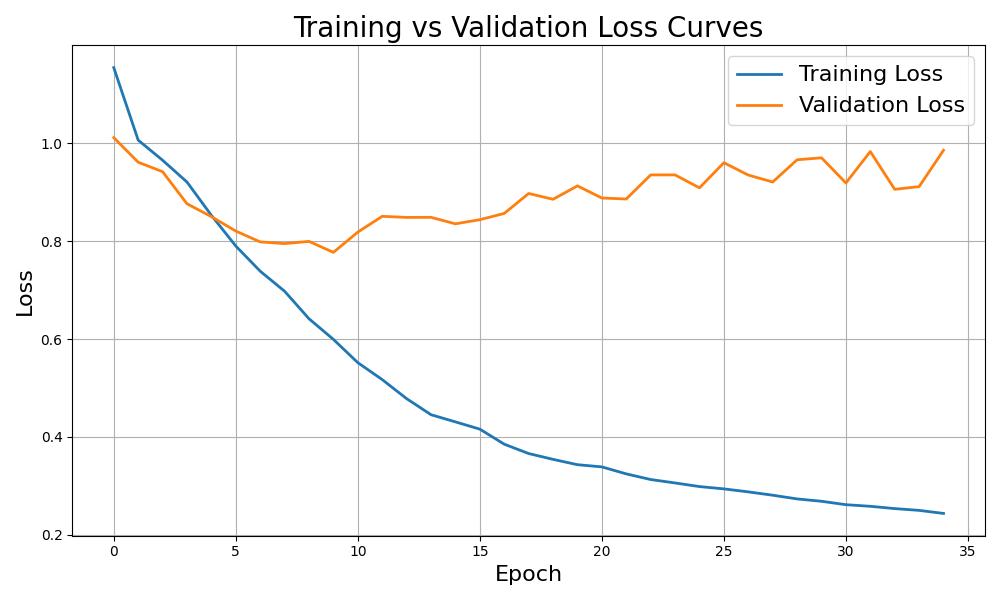 Training vs Validation Loss Curves
Training Loss
Validation Loss
Loss
1.0
0.8
0.6
0.4
0.2
0 5 10 15 20 25 30 35
Epoch